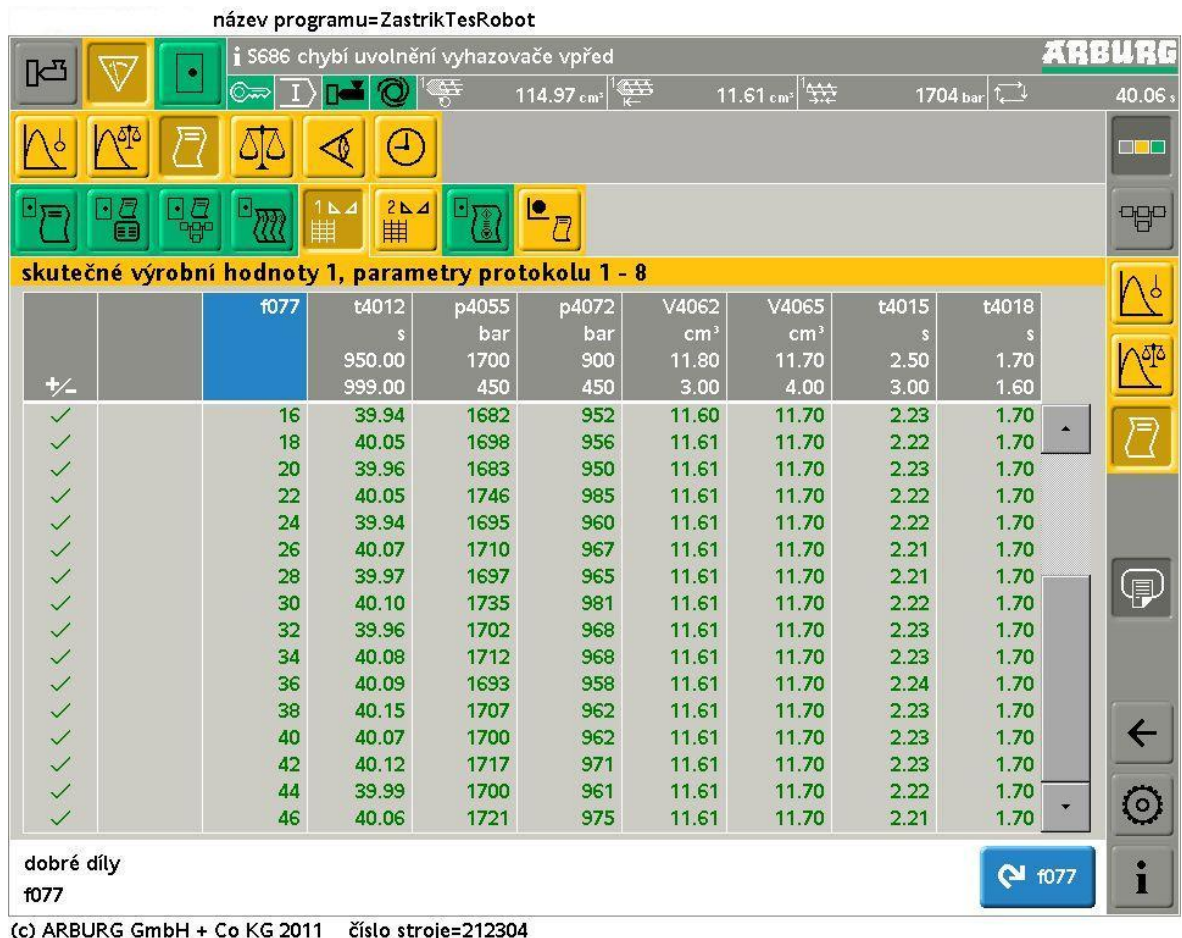 název programu=ZastrikTesRobot
i S686 chybí uvolnění vyhazovače vpřed
ARBURG
1 114.97 cm³ 1 11.61 cm³ 1 1704 bar 40.06 s
1 2
skutečné výrobní hodnoty 1, parametry protokolu 1 - 8
f077 t4012 p4055 p4072 V4062 V4065 t4015 t4018
s bar bar cm³ cm³ s s
950.00 1700 900 11.80 11.70 2.50 1.70
+/- 999.00 450 450 3.00 4.00 3.00 1.60
16 39.94 1682 952 11.60 11.70 2.23 1.70
18 40.05 1698 956 11.61 11.70 2.22 1.70
20 39.96 1683 950 11.61 11.70 2.23 1.70
22 40.05 1746 985 11.61 11.70 2.22 1.70
24 39.94 1695 960 11.61 11.70 2.22 1.70
26 40.07 1710 967 11.61 11.70 2.21 1.70
28 39.97 1697 965 11.61 11.70 2.21 1.70
30 40.10 1735 981 11.61 11.70 2.22 1.70
32 39.96 1702 968 11.61 11.70 2.23 1.70
34 40.08 1712 968 11.61 11.70 2.23 1.70
36 40.09 1693 958 11.61 11.70 2.24 1.70
38 40.15 1707 962 11.61 11.70 2.23 1.70
40 40.07 1700 962 11.61 11.70 2.23 1.70
42 40.12 1717 971 11.61 11.70 2.23 1.70
44 39.99 1700 961 11.61 11.70 2.22 1.70
46 40.06 1721 975 11.61 11.70 2.21 1.70
dobré díly
f077
f077
i
(c) ARBURG GmbH + Co KG 2011 číslo stroje=212304